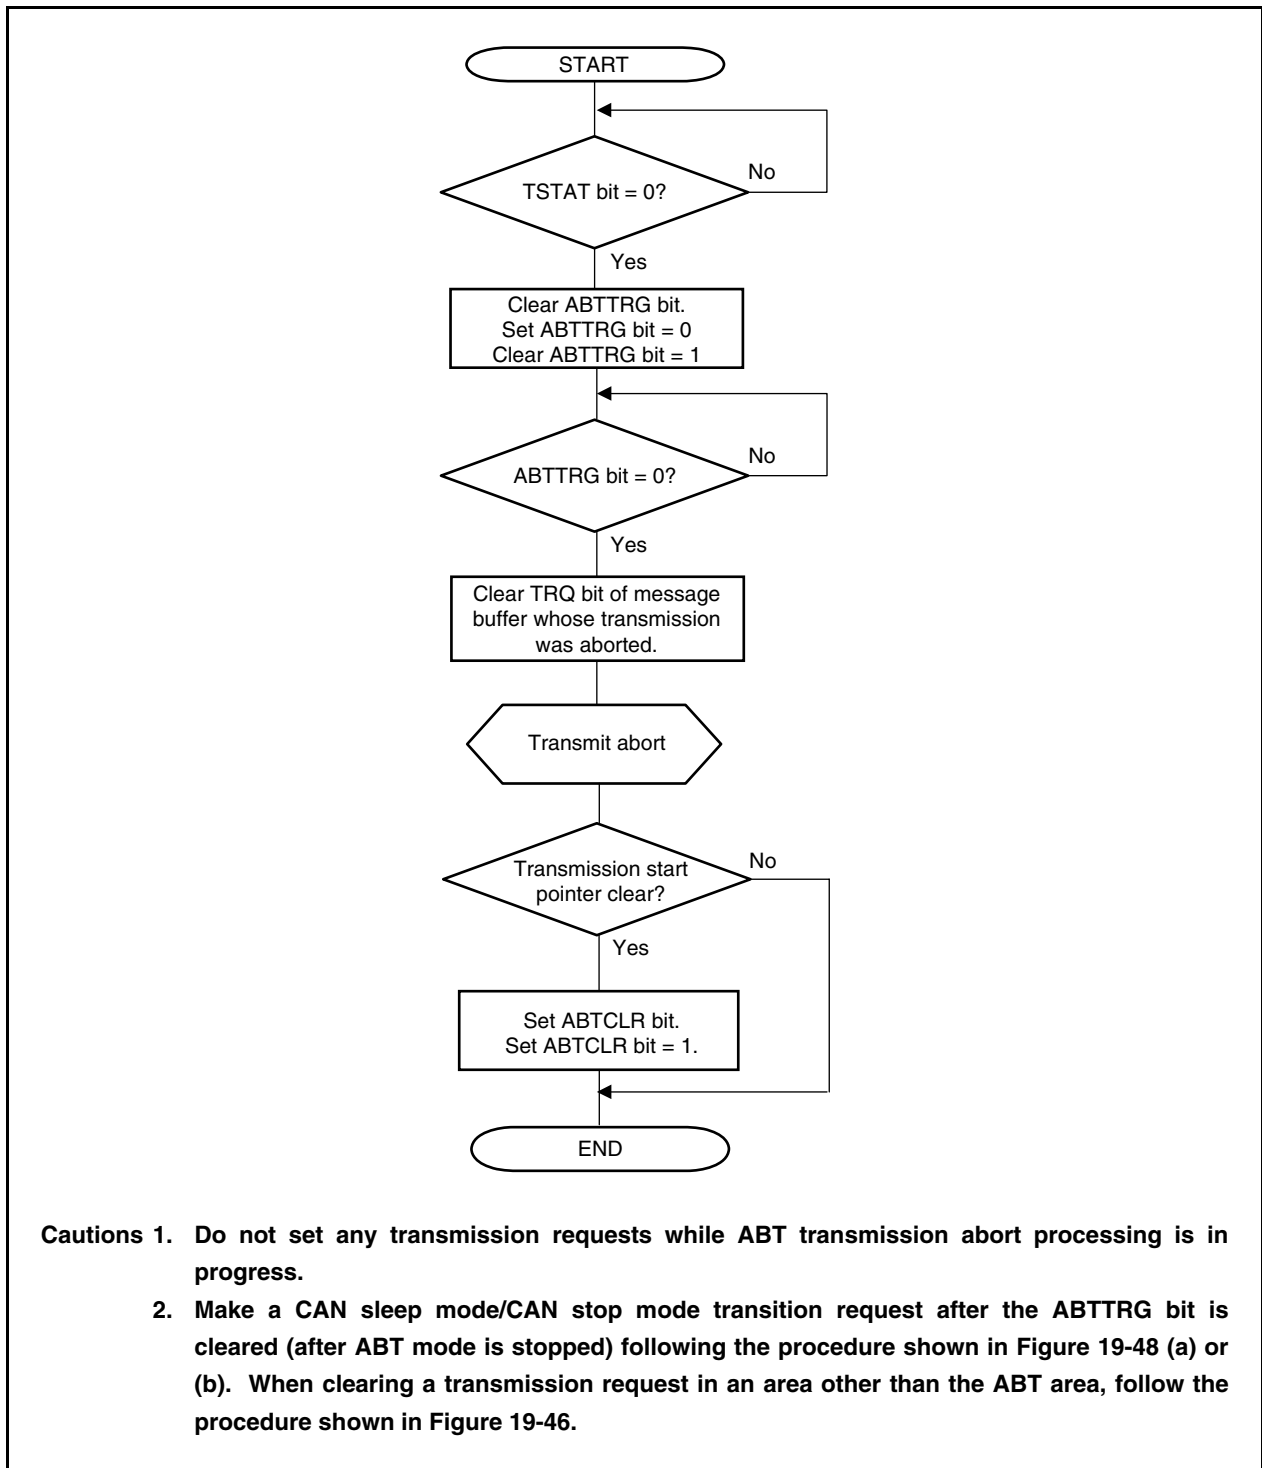 START
TSTAT bit = 0?
No
Yes
Clear ABTTRG bit.
Set ABTTRG bit = 0
Clear ABTTRG bit = 1
ABTTRG bit = 0?
No
Yes
Clear TRQ bit of message
buffer whose transmission
was aborted.
Transmit abort
Transmission start
pointer clear?
No
Yes
Set ABTCLR bit.
Set ABTCLR bit = 1.
END
Cautions 1. Do not set any transmission requests while ABT transmission abort processing is in
progress.
2. Make a CAN sleep mode/CAN stop mode transition request after the ABTTRG bit is
cleared (after ABT mode is stopped) following the procedure shown in Figure 19-48 (a) or
(b). When clearing a transmission request in an area other than the ABT area, follow the
procedure shown in Figure 19-46.